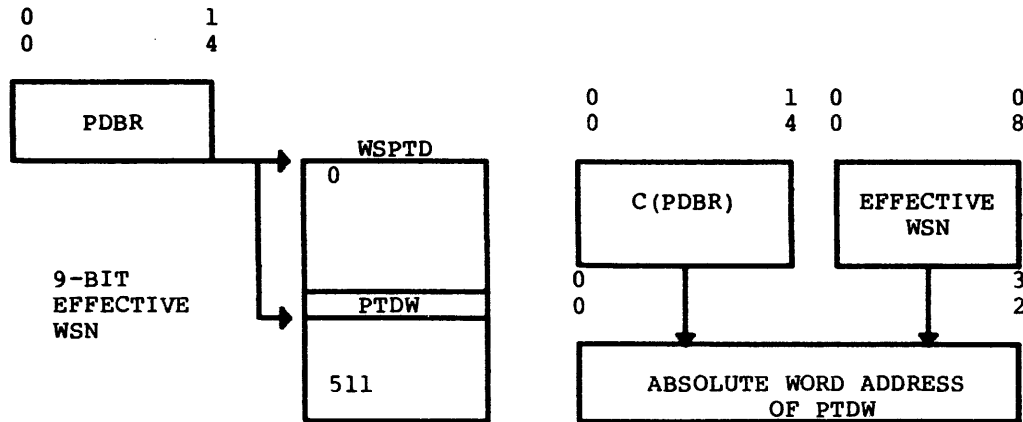 0 1
0 4
PDBR
WSPTD
0
9-BIT
EFFECTIVE
WSN
PTDW
511
0 1 0 0
0 4 0 8
C(PDBR)
EFFECTIVE
WSN
0 3
0 2
ABSOLUTE WORD ADDRESS
OF PTDW